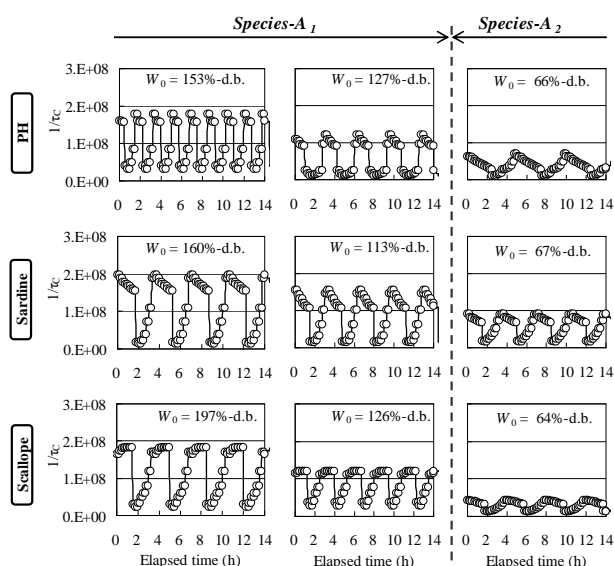 Species-A1 Species-A2
PH
1/τC
3.E+08
2.E+08
1.E+08
0.E+00
W0 = 153%-d.b.
W0 = 127%-d.b.
W0 = 66%-d.b.
0 2 4 6 8 10 12 14
0 2 4 6 8 10 12 14
0 2 4 6 8 10 12 14
Sardine
1/τC
3.E+08
2.E+08
1.E+08
0.E+00
W0 = 160%-d.b.
W0 = 113%-d.b.
W0 = 67%-d.b.
0 2 4 6 8 10 12 14
0 2 4 6 8 10 12 14
0 2 4 6 8 10 12 14
Scallope
1/τC
3.E+08
2.E+08
1.E+08
0.E+00
W0 = 197%-d.b.
W0 = 126%-d.b.
W0 = 64%-d.b.
0 2 4 6 8 10 12 14
0 2 4 6 8 10 12 14
0 2 4 6 8 10 12 14
Elapsed time (h)
Elapsed time (h)
Elapsed time (h)